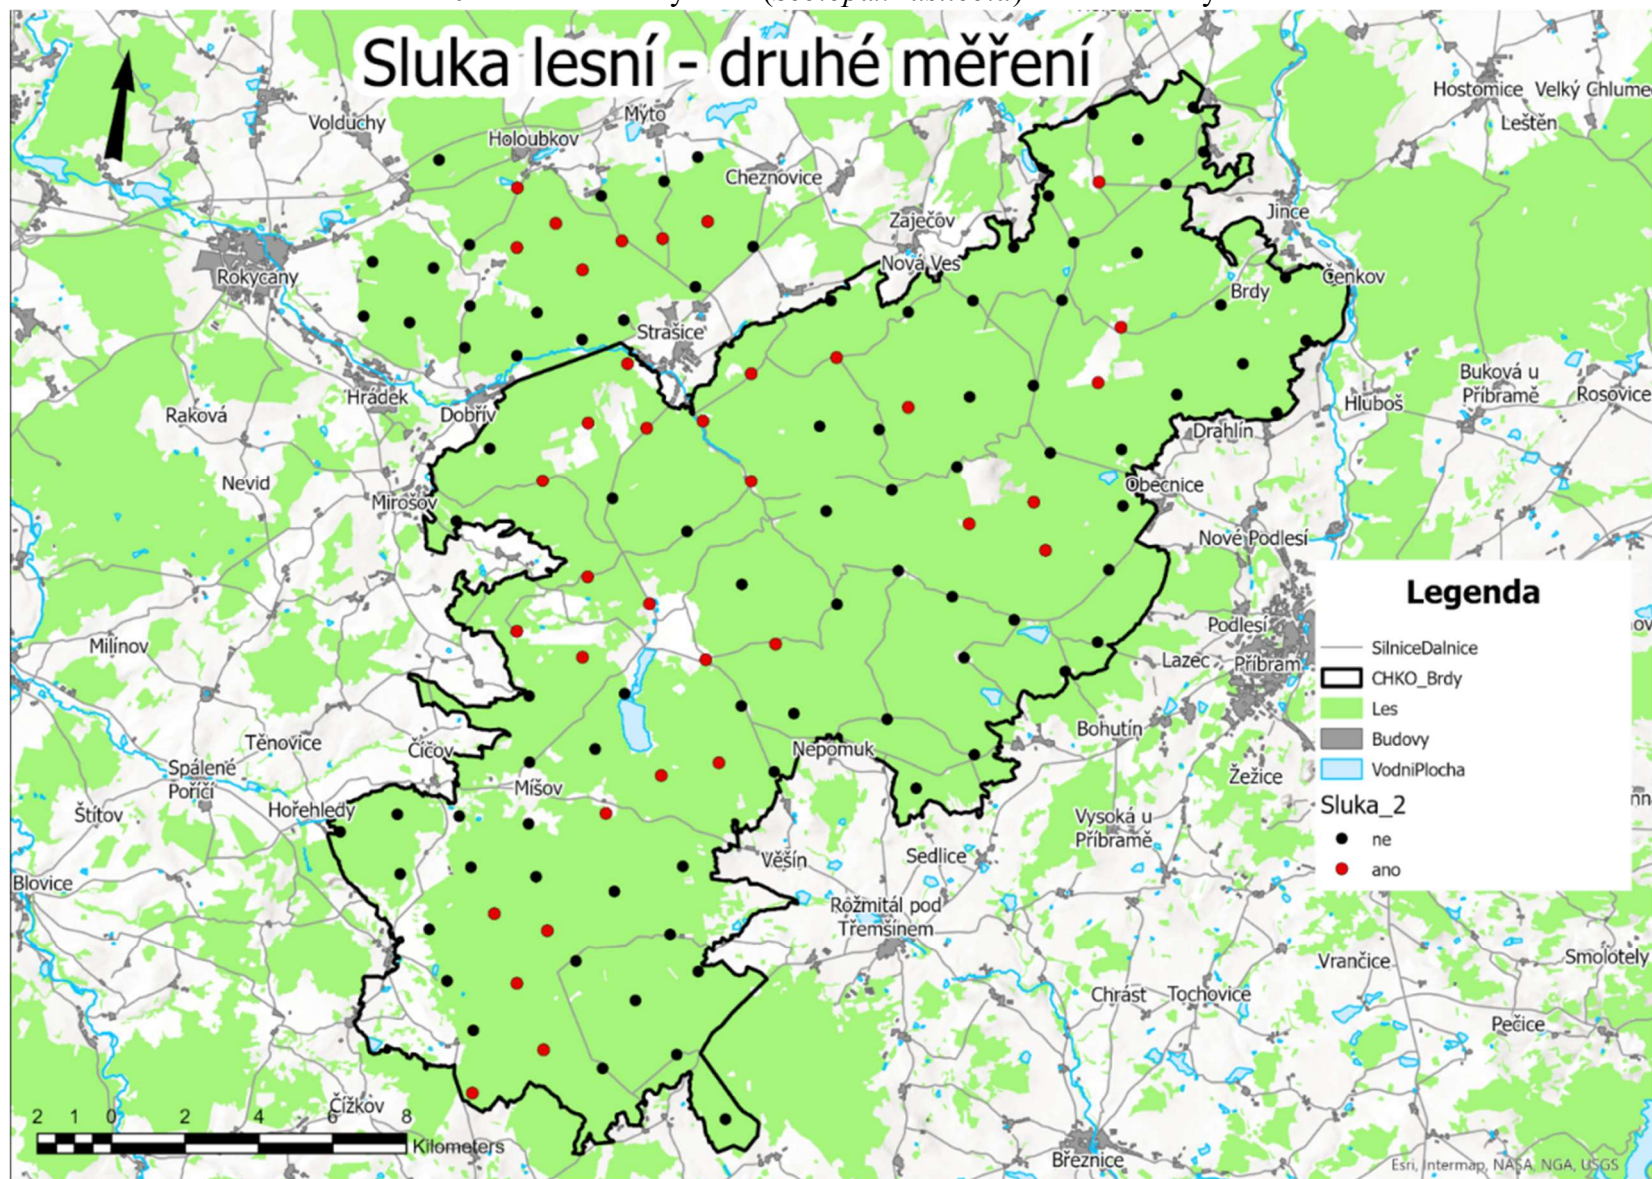 Sluka lesní - druhé měření
Hostomice
Velký Chlume
Leštěn
Volduchy
Mýto
Holoubkov
Cheznovice
Zaječov
Jince
Nová Ves
Rokycany
Brdy
Čenkov
Strašice
Hrádek
Raková
Dobřív
Buková u
Příbramě
Rosovice
Hluboš
Drahlín
Nevid
Mirošov
Obecnice
Nové Podlesí
Legenda
SilniceDalnice
CHKO_Brdy
Les
Budovy
VodniPlocha
Sluka_2
ne
ano
Milínov
Podlesí
Lazec
Příbram
Těnovice
Číčov
Nepomuk
Bohutín
Spálené
Poříčí
Žežice
Míšov
Štítov
Hořehledy
Vysoká u
Příbramě
Věšín
Sedlice
Blovice
Rožmitál pod
Třemšínem
Vrančice
Smolotely
Chrást
Tochovice
Pečice
Čížkov
2 1 0 2 4 6 8
Kilometers
Březnice
Esri, Intermap, NASA, NGA, USGS